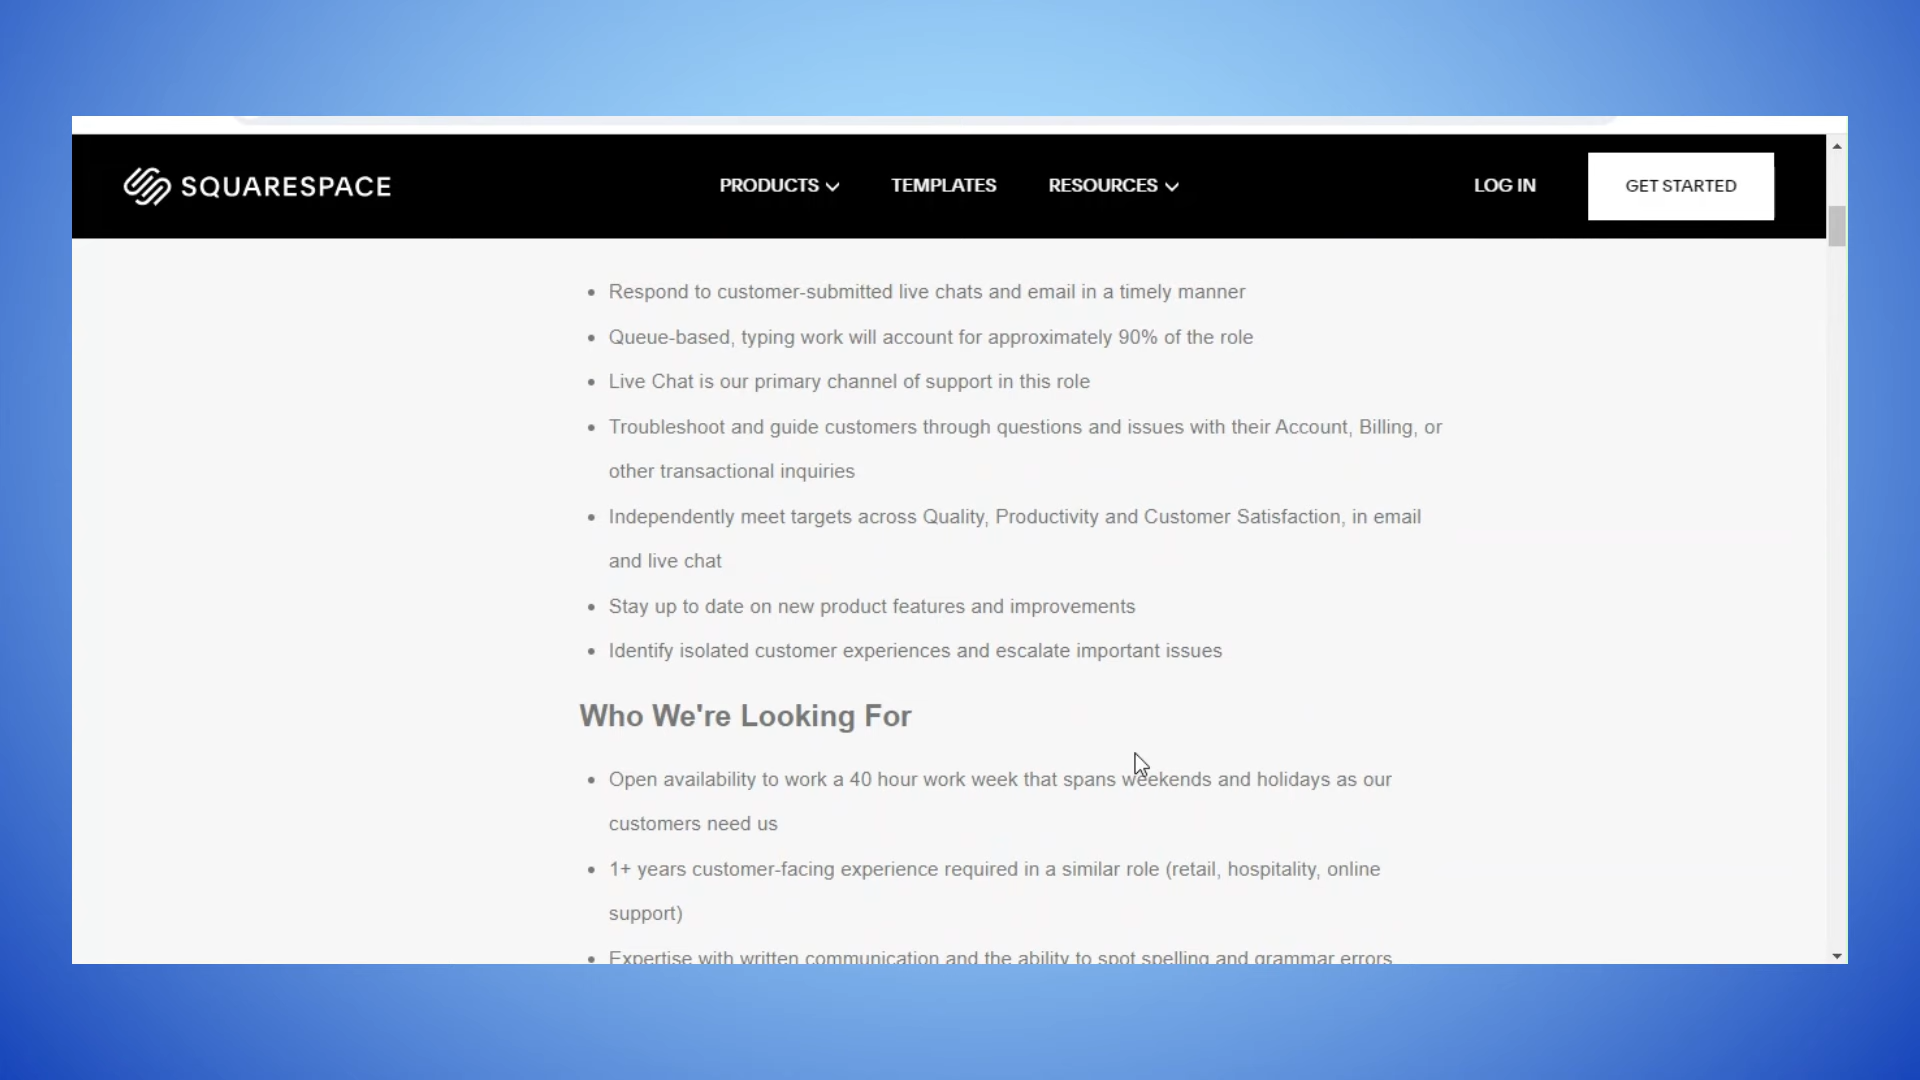 SQUARESPACE
PRODUCTS
TEMPLATES
RESOURCES
LOG IN
GET STARTED
• Respond to customer-submitted live chats and email in a timely manner
• Queue-based, typing work will account for approximately 90% of the role
• Live Chat is our primary channel of support in this role
• Troubleshoot and guide customers through questions and issues with their Account, Billing, or
other transactional inquiries
• Independently meet targets across Quality, Productivity and Customer Satisfaction, in email
and live chat
• Stay up to date on new product features and improvements
• Identify isolated customer experiences and escalate important issues
Who We're Looking For
• Open availability to work a 40 hour work week that spans weekends and holidays as our
customers need us
• 1+ years customer-facing experience required in a similar role (retail, hospitality, online
support)
• Expertise with written communication and the ability to spot spelling and grammar errors